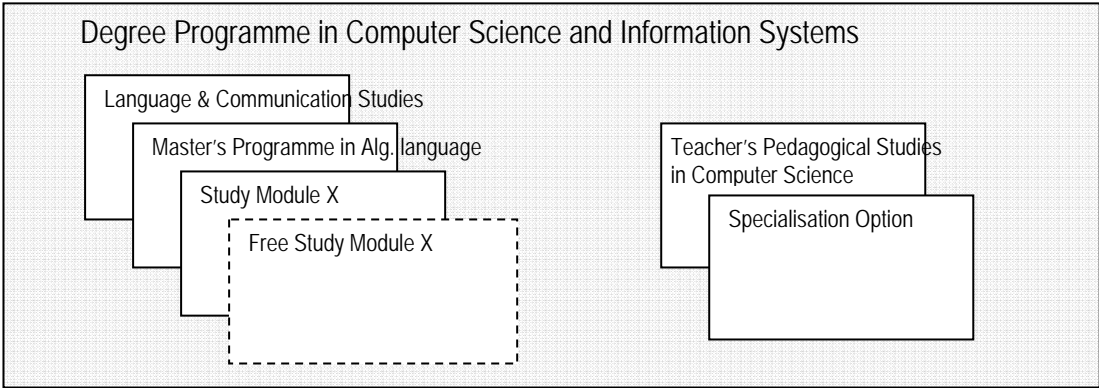 Degree Programme in Computer Science and Information Systems
Language & Communication Studies
Master's Programme in Alg. language
Study Module X
Free Study Module X
Teacher's Pedagogical Studies
in Computer Science
Specialisation Option